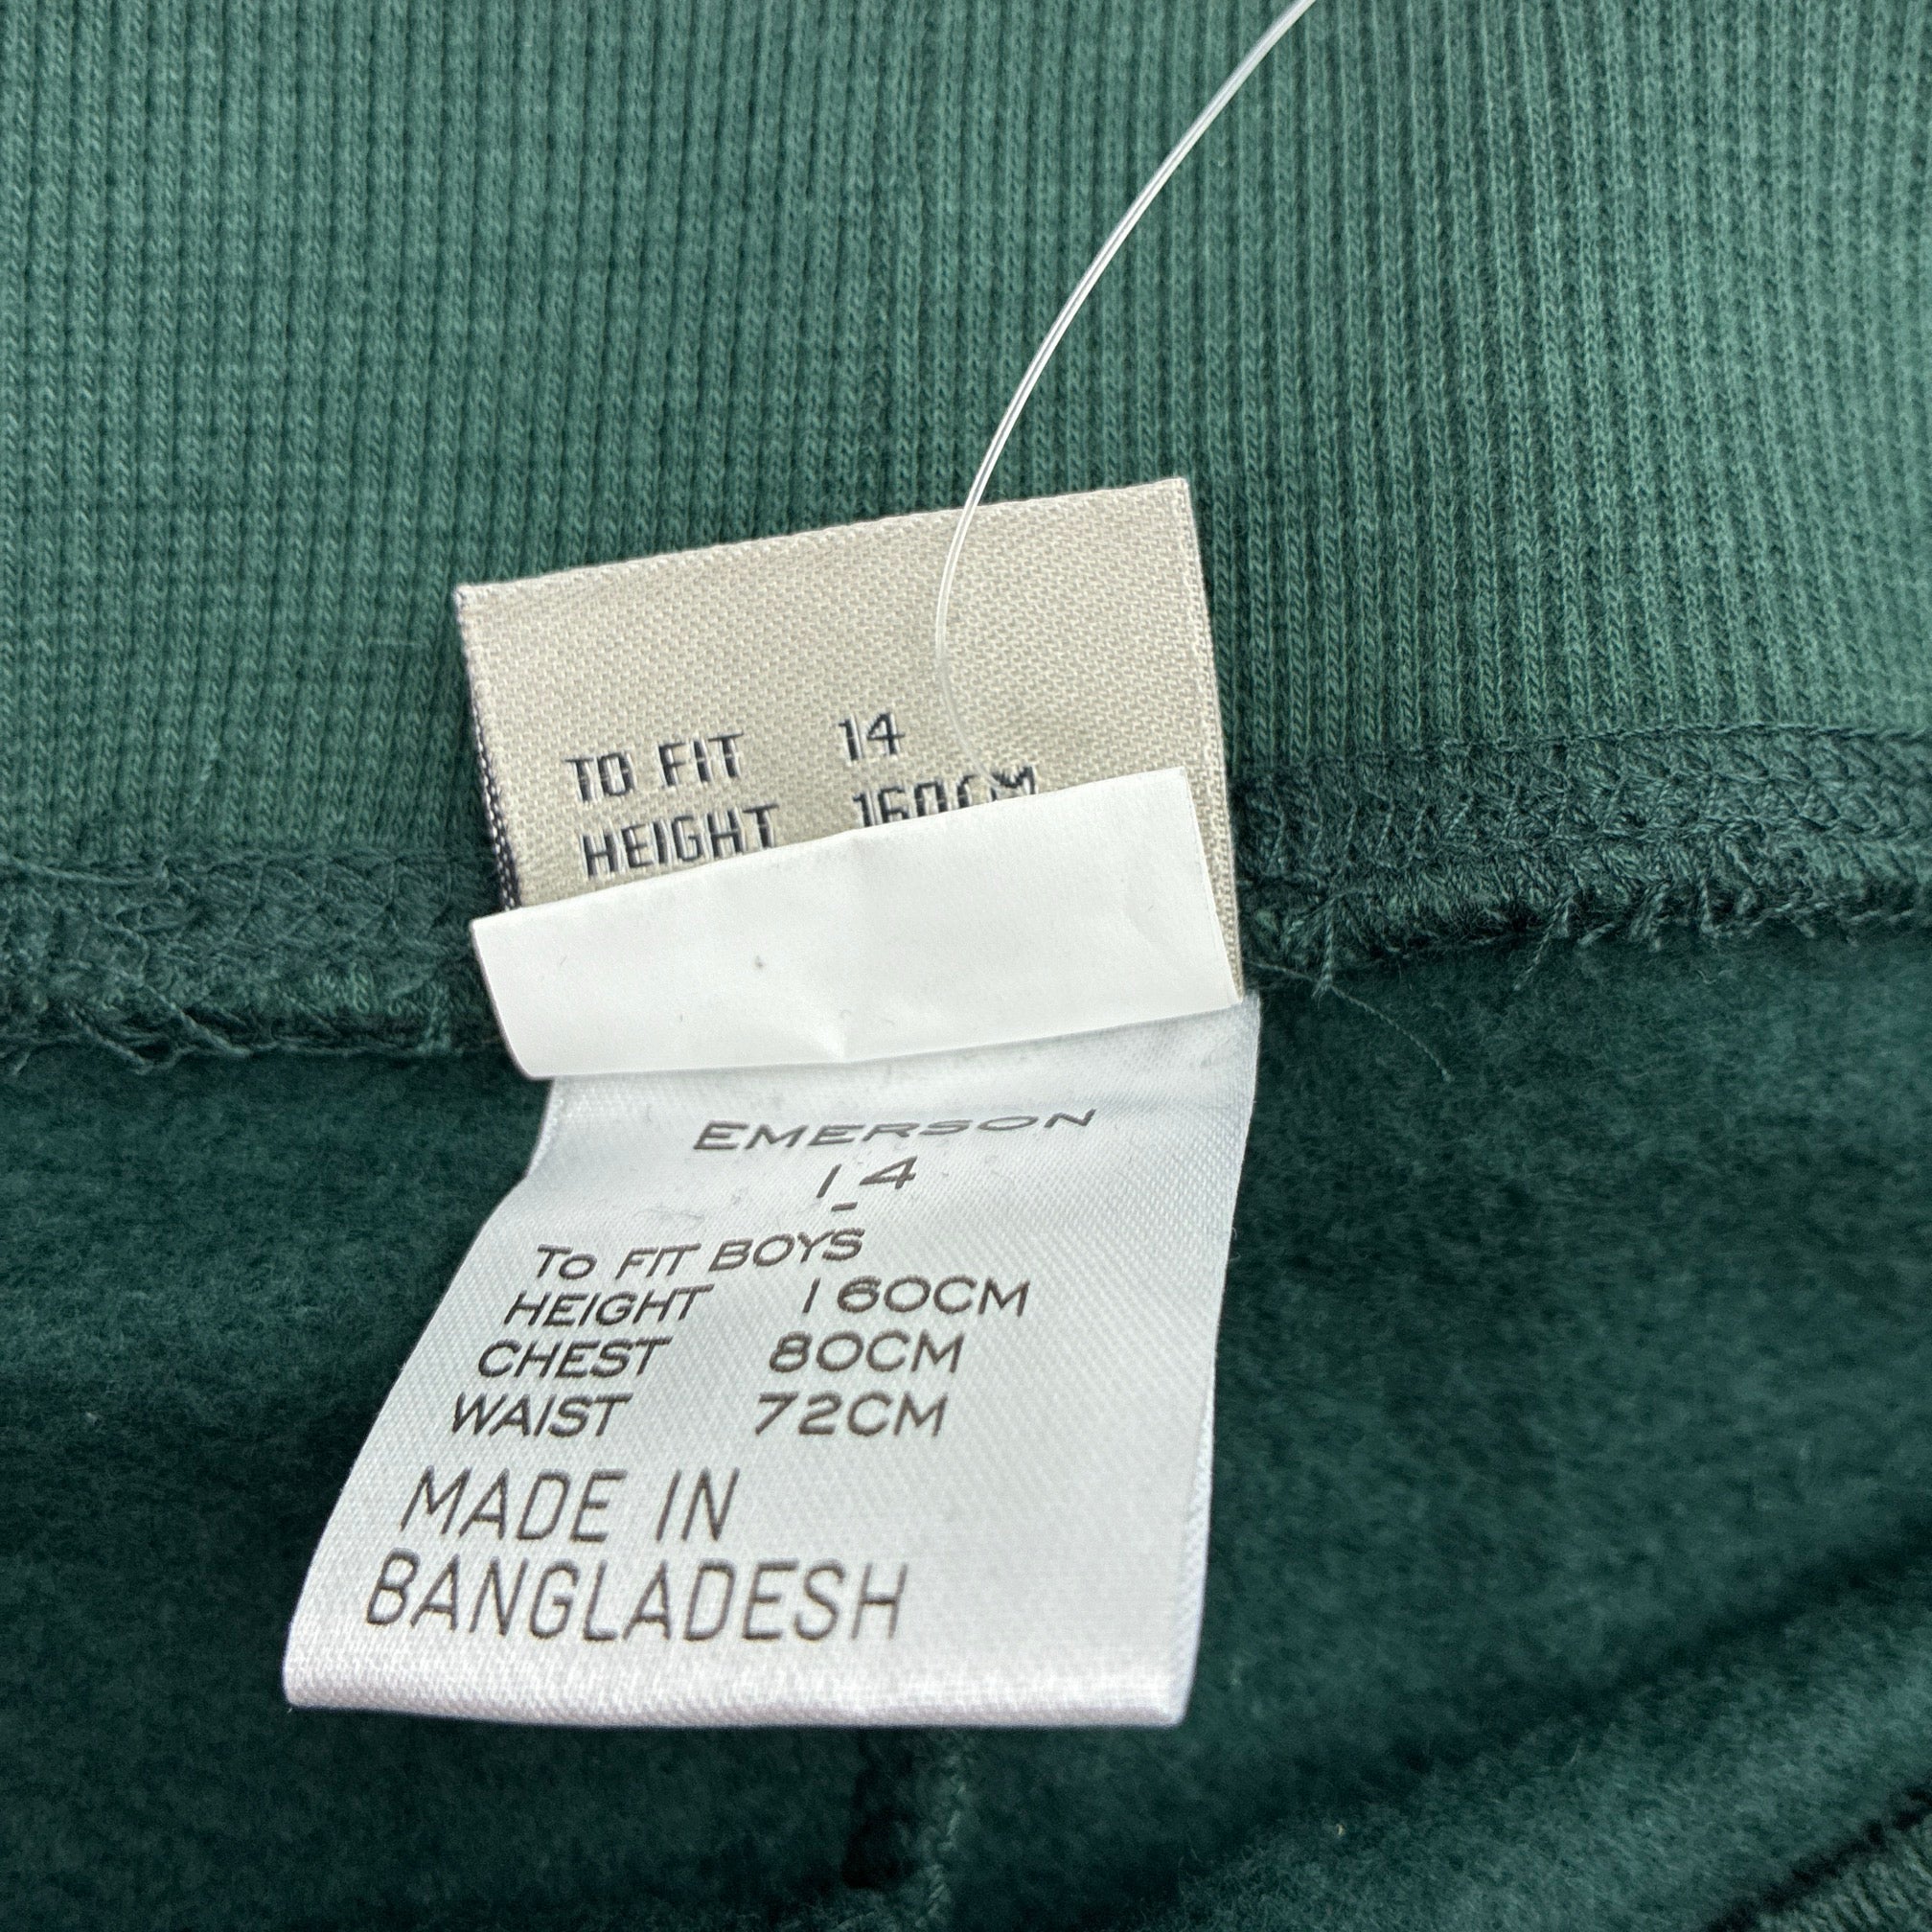 TO FIT 14
HEIGHT 160CM
EMERSON
14
-
To FIT BOYS
HEIGHT 160CM
CHEST 80CM
WAIST 72CM
MADE IN
BANGLADESH